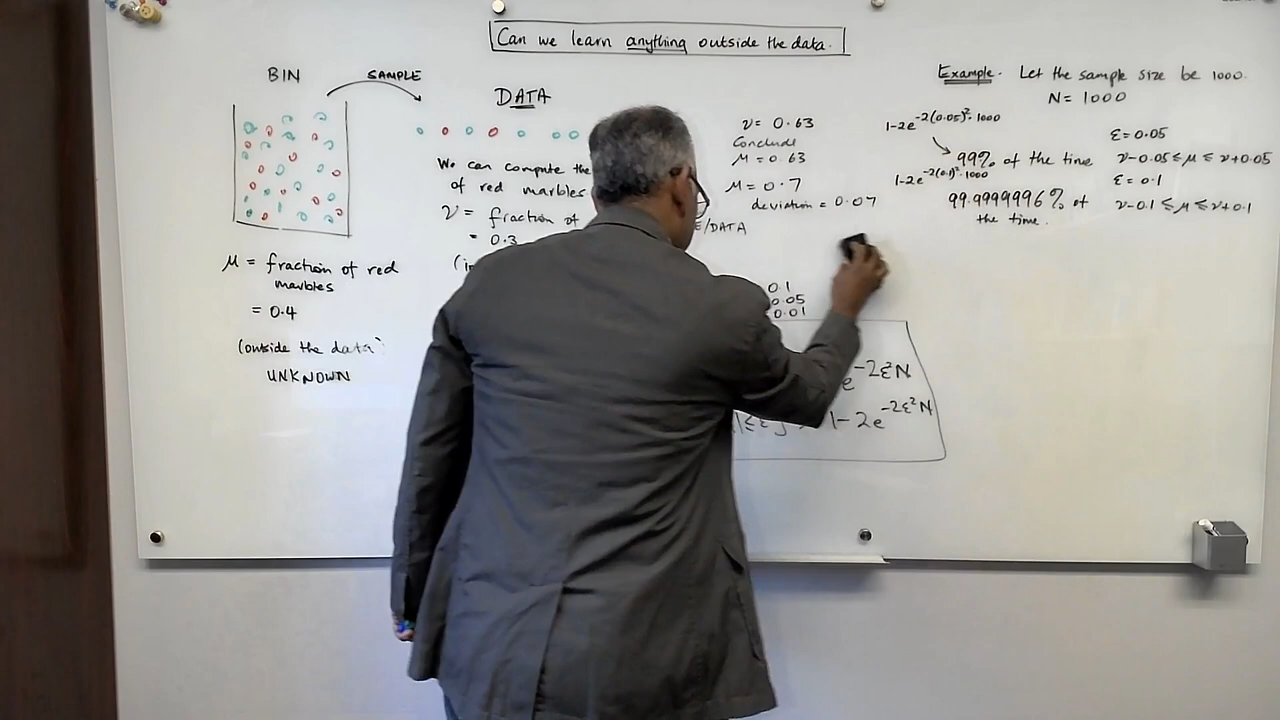 Can we learn anything outside the data.
BIN
SAMPLE
μ = fraction of red
marbles
= 0.4
(outside the data
UNKNOWN
DATA
We can compute the
of red marbles
ν = fraction of
= 0.3
ν = 0.63
Conclude
μ = 0.63
μ = 0.7
deviation = 0.07
E/DATA
0.1
0.05
0.01
e^{-2ε²N}
|≤ε] 1-2e^{-2ε²N}
Example. Let the sample size be 1000.
N = 1000
1-2e^{-2(0.05)²·1000}
ε = 0.05
99% of the time ν-0.05 ≤ μ ≤ ν+0.05
1-2e^{-2(0.1)²·1000}
ε = 0.1
99.9999996% of ν-0.1 ≤ μ ≤ ν+0.1
the time.